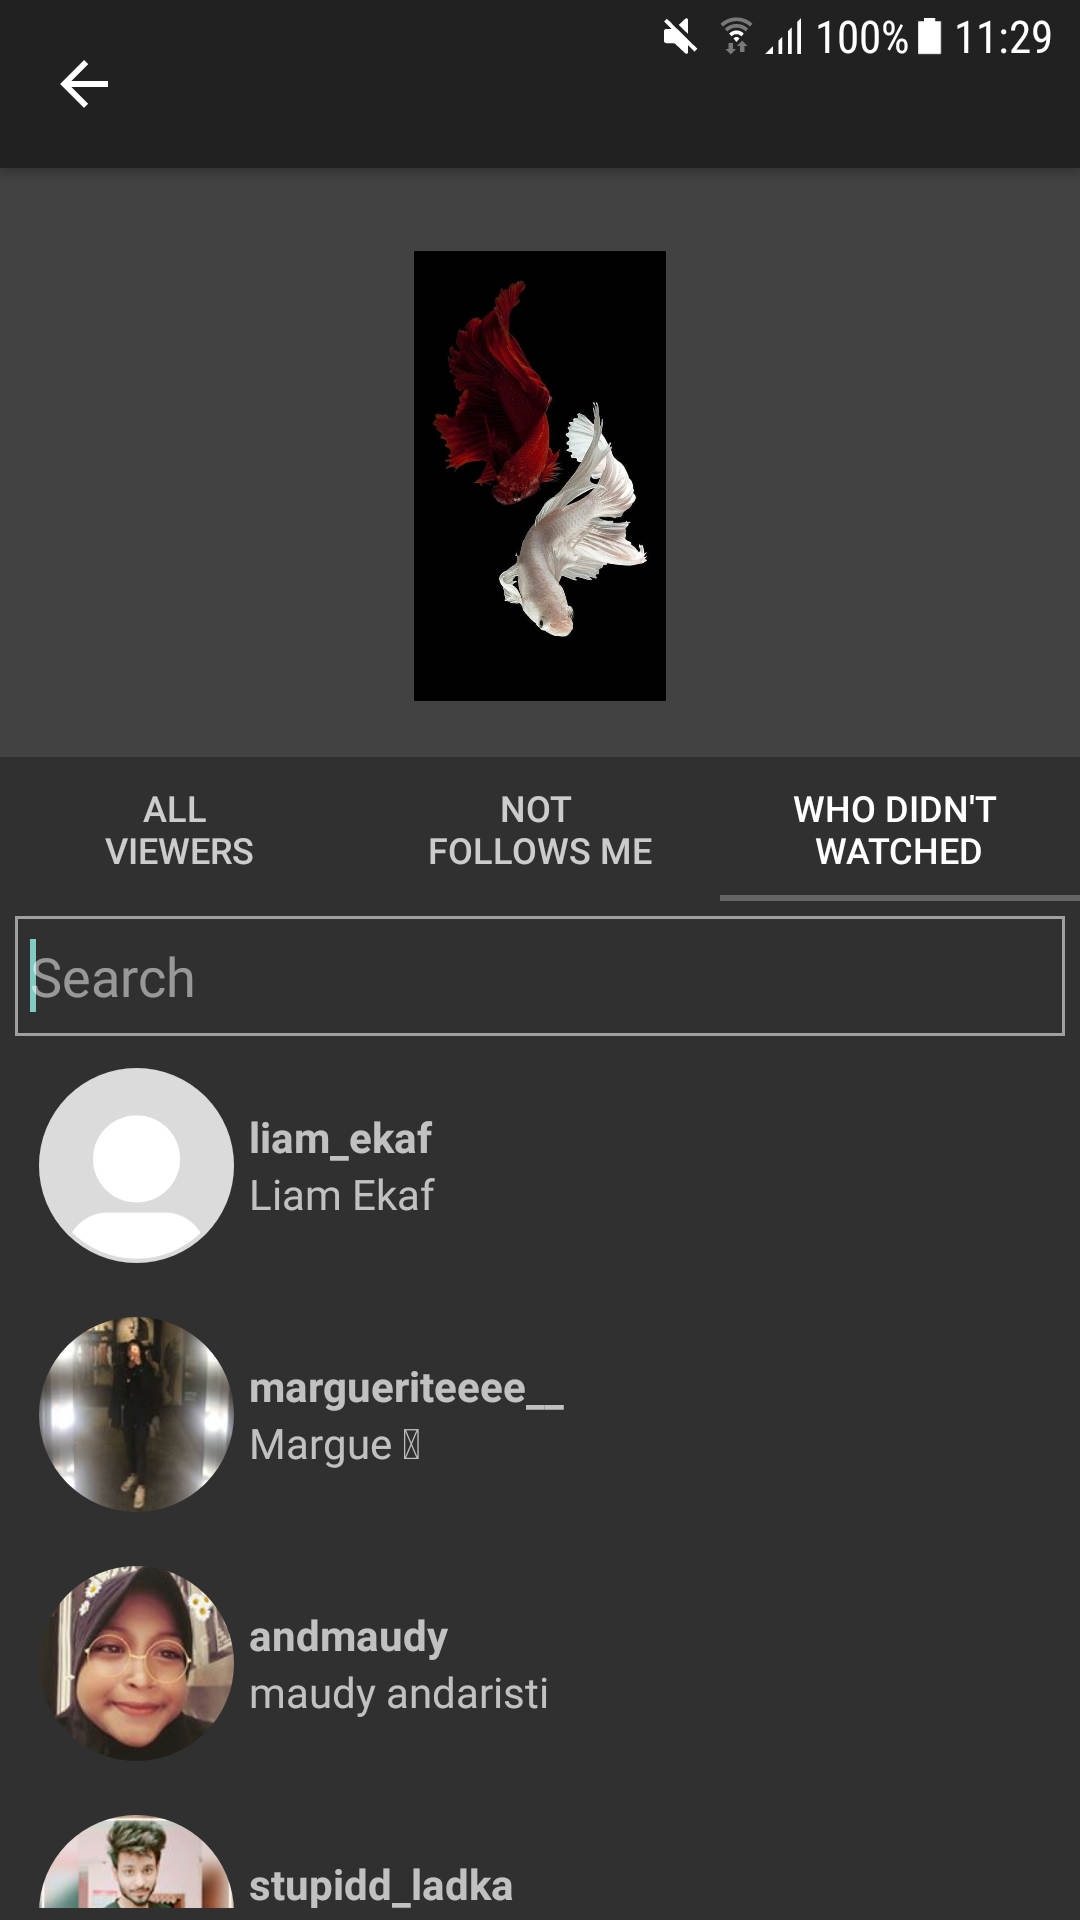 100% 11:29
ALL
VIEWERS
NOT
FOLLOWS ME
WHO DIDN'T
WATCHED
Search
liam_ekaf
Liam Ekaf
margueriteeee__
Margue
andmaudy
maudy andaristi
stupidd_ladka